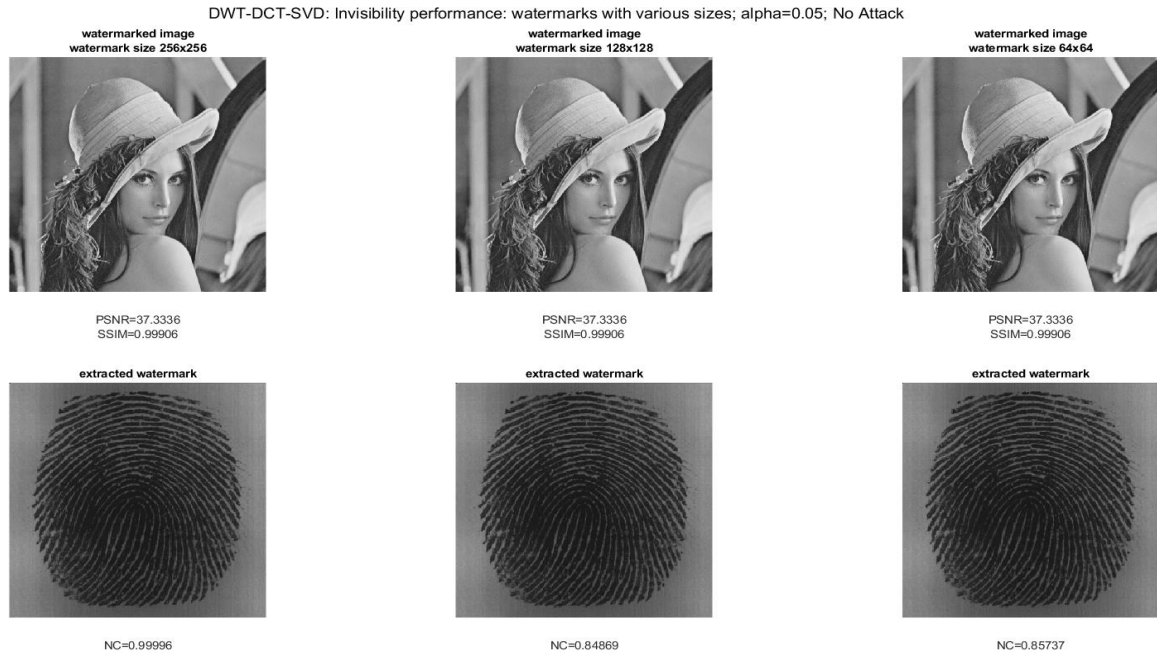 DWT-DCT-SVD: Invisibility performance: watermarks with various sizes; alpha=0.05; No Attack
watermarked image
watermark size 256x256
watermarked image
watermark size 128x128
watermarked image
watermark size 64x64
PSNR=37.3336
SSIM=0.99906
PSNR=37.3336
SSIM=0.99906
PSNR=37.3336
SSIM=0.99906
extracted watermark
extracted watermark
extracted watermark
NC=0.99996
NC=0.84869
NC=0.85737